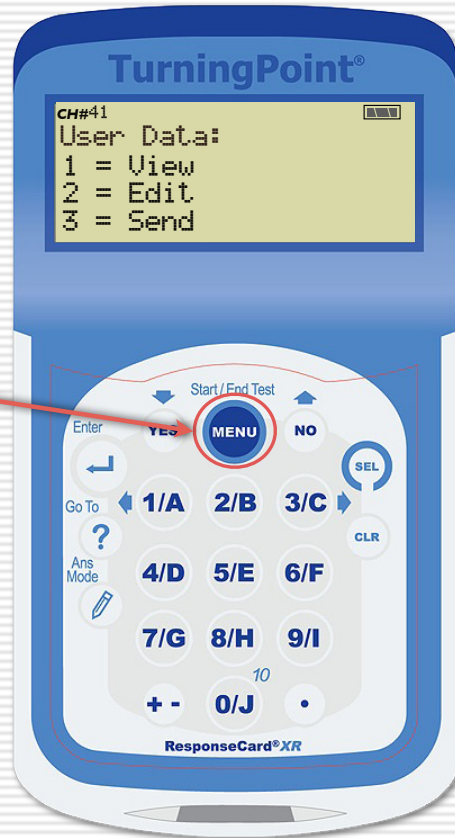 TurningPoint®
CH#41
User Data:
1 = View
2 = Edit
3 = Send
Start / End Test
Enter
YES
MENU
NO
SEL
Go To
1/A
2/B
3/C
?
CLR
Ans
Mode
4/D
5/E
6/F
7/G
8/H
9/I
10
+ -
0/J
•
ResponseCard®XR